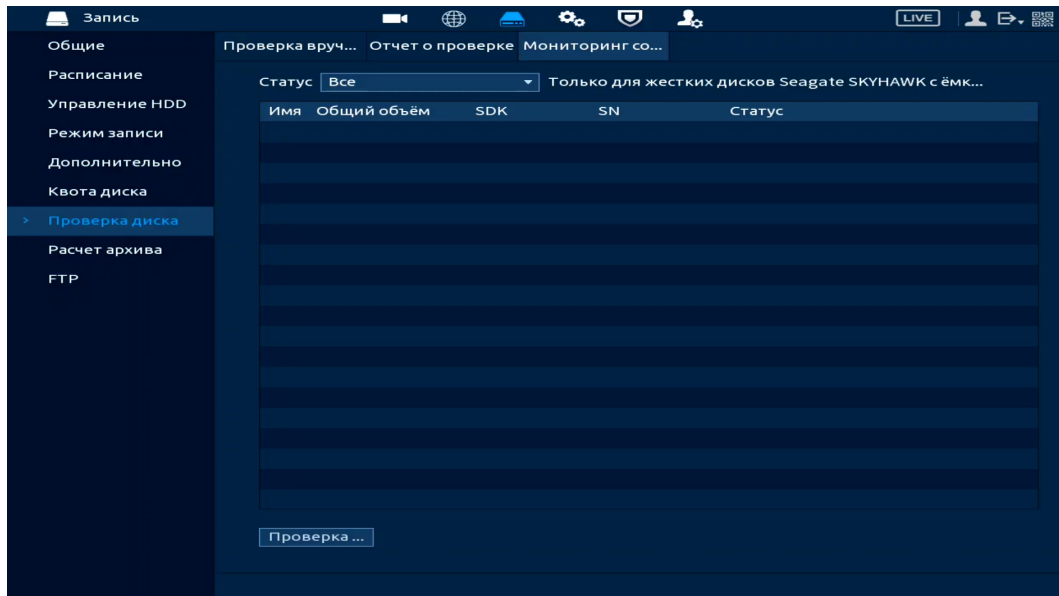 Запись
LIVE
Общие
Расписание
Управление HDD
Режим записи
Дополнительно
Квота диска
> Проверка диска
Расчет архива
FTP
Проверка вруч... Отчет о проверке Мониторинг со...
Статус Все Только для жестких дисков Seagate SKYHAWK с ёмк...
Имя Общий объём SDK SN Статус
Проверка ...